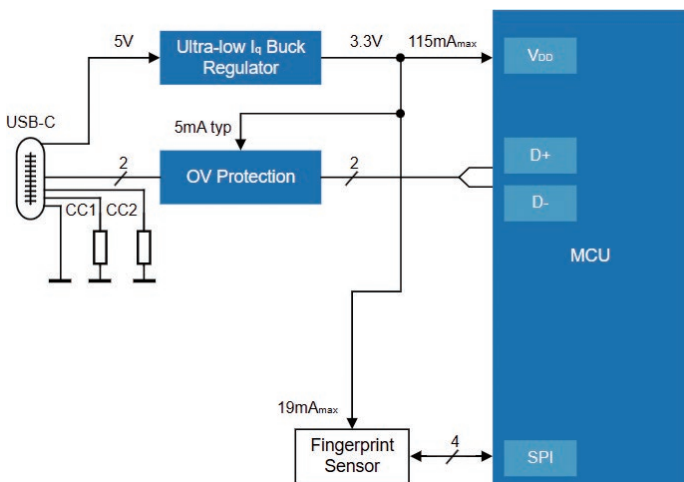 5V
Ultra-low Iq Buck
Regulator
3.3V
115mAmax
VDD
USB-C
5mA typ
2
OV Protection
2
D+
D-
CC1
CC2
MCU
19mAmax
Fingerprint
Sensor
4
SPI